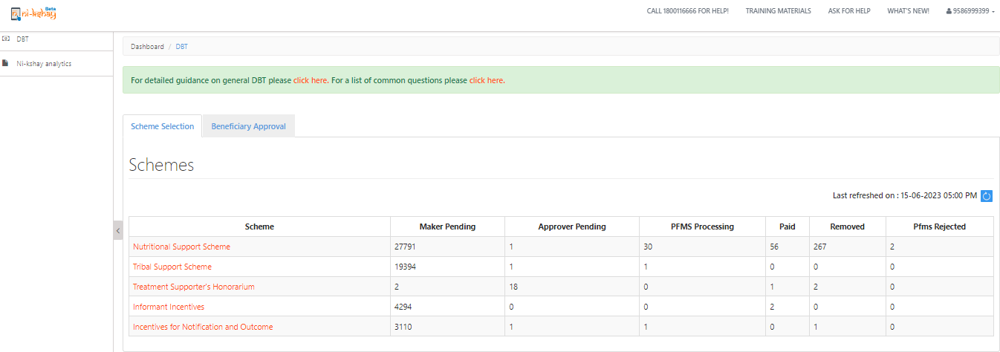 ni-kshay Beta
CALL 1800116666 FOR HELP! TRAINING MATERIALS ASK FOR HELP WHAT'S NEW! 9586999399
DBT
Ni-kshay analytics
Dashboard / DBT
For detailed guidance on general DBT please click here. For a list of common questions please click here.
Scheme Selection Beneficiary Approval
Schemes
Last refreshed on : 15-06-2023 05:00 PM
Scheme Maker Pending Approver Pending PFMS Processing Paid Removed Pfms Rejected
Nutritional Support Scheme 27791 1 30 56 267 2
Tribal Support Scheme 19394 1 1 0 0 0
Treatment Supporter's Honorarium 2 18 0 1 2 0
Informant Incentives 4294 0 0 2 0 0
Incentives for Notification and Outcome 3110 1 1 0 1 0